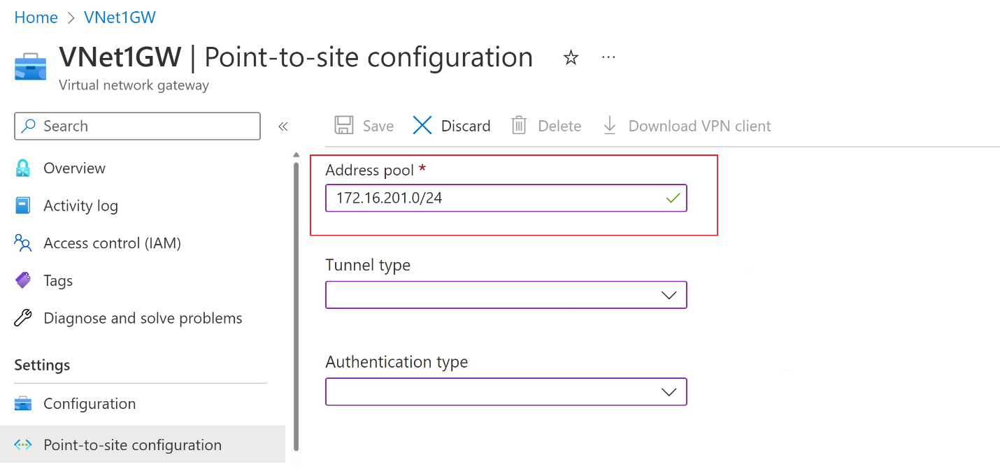 Home > VNet1GW
VNet1GW | Point-to-site configuration
Virtual network gateway
Search
Overview
Activity log
Access control (IAM)
Tags
Diagnose and solve problems
Settings
Configuration
Point-to-site configuration
Save Discard Delete Download VPN client
Address pool *
172.16.201.0/24
Tunnel type
Authentication type